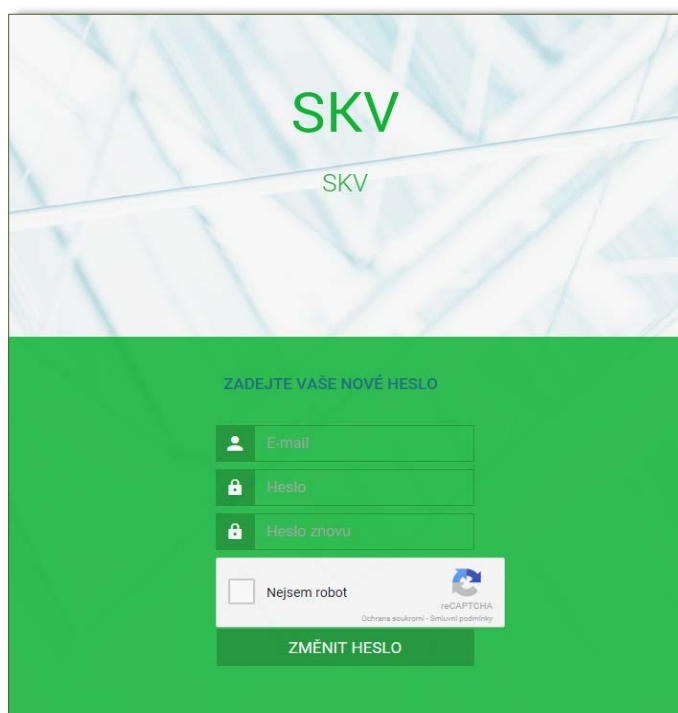 SKV
SKV
ZADEJTE VAŠE NOVÉ HESLO
E-mail
Heslo
Heslo znovu
Nejsem robot
reCAPTCHA
Ochrana soukromí - Smluvní podmínky
ZMĚNIT HESLO